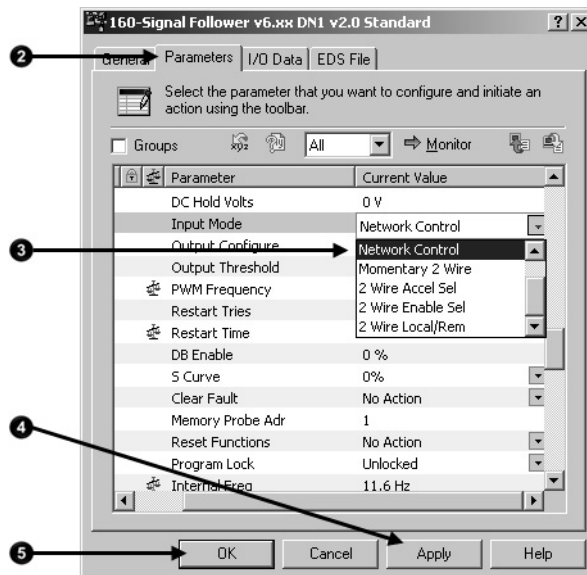 160-Signal Follower v6.xx DN1 v2.0 Standard ? X
2 General Parameters I/O Data EDS File
Select the parameter that you want to configure and initiate an
action using the toolbar.
Groups xyz All Monitor
Parameter Current Value
DC Hold Volts 0 V
Input Mode Network Control
3 Output Configure Network Control
Output Threshold Momentary 2 Wire
PWM Frequency 2 Wire Accel Sel
Restart Tries 2 Wire Enable Sel
Restart Time 2 Wire Local/Rem
DB Enable 0 %
S Curve 0%
Clear Fault No Action
Memory Probe Adr 1
4 Reset Functions No Action
Program Lock Unlocked
Internal Freq 11.6 Hz
5 OK Cancel Apply Help